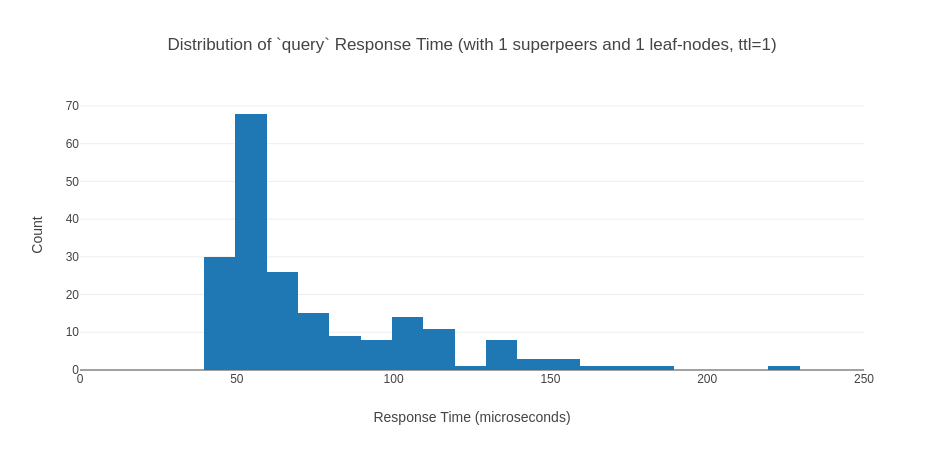 Distribution of `query` Response Time (with 1 superpeers and 1 leaf-nodes, ttl=1)
70
60
50
40
30
20
10
0
Count
0 50 100 150 200 250
Response Time (microseconds)